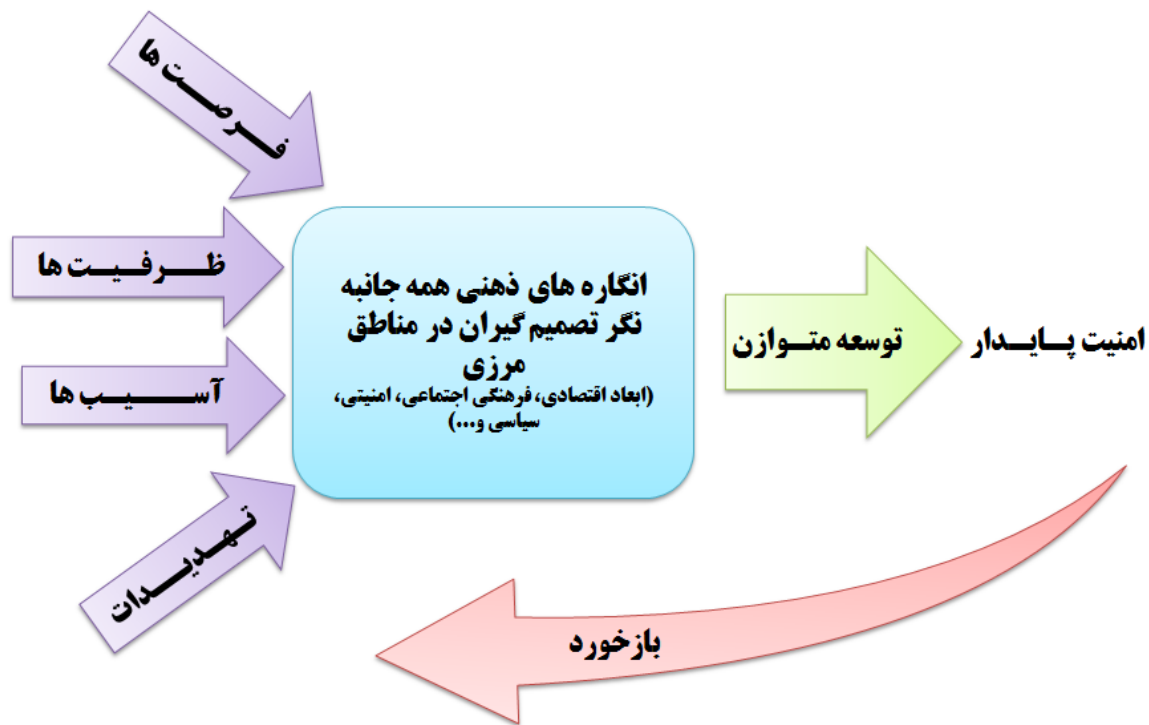 فرصت ها
ظرفیت ها
آسیب ها
تهدیدات
انگاره های ذهنی همه جانبه
نگر تصمیم گیران در مناطق
مرزی
(ابعاد اقتصادی، فرهنگی اجتماعی، امنیتی،
سیاسی و...)
توسعه متوازن
امنیت پایدار
بازخورد